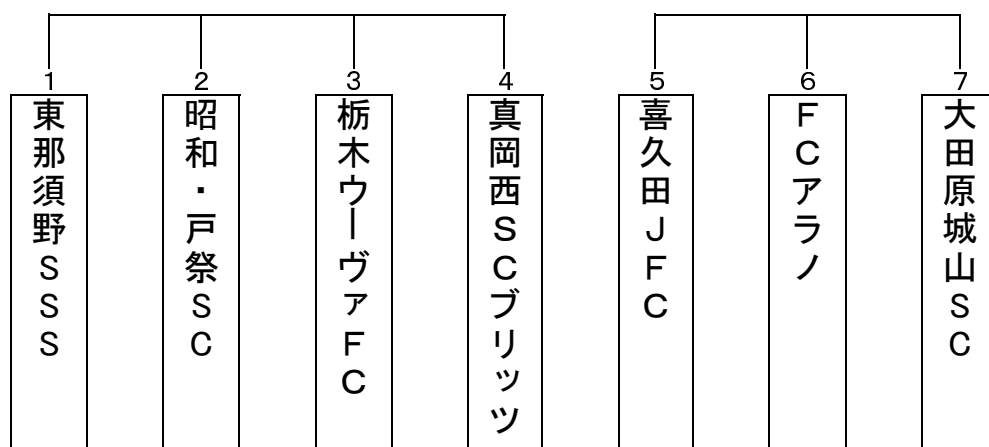 1
東那須野SSS
2
昭和・戸祭SC
3
栃木ウーヴァFC
4
真岡西SCブリッツ
5
喜久田JFC
6
FCアラノ
7
大田原城山SC